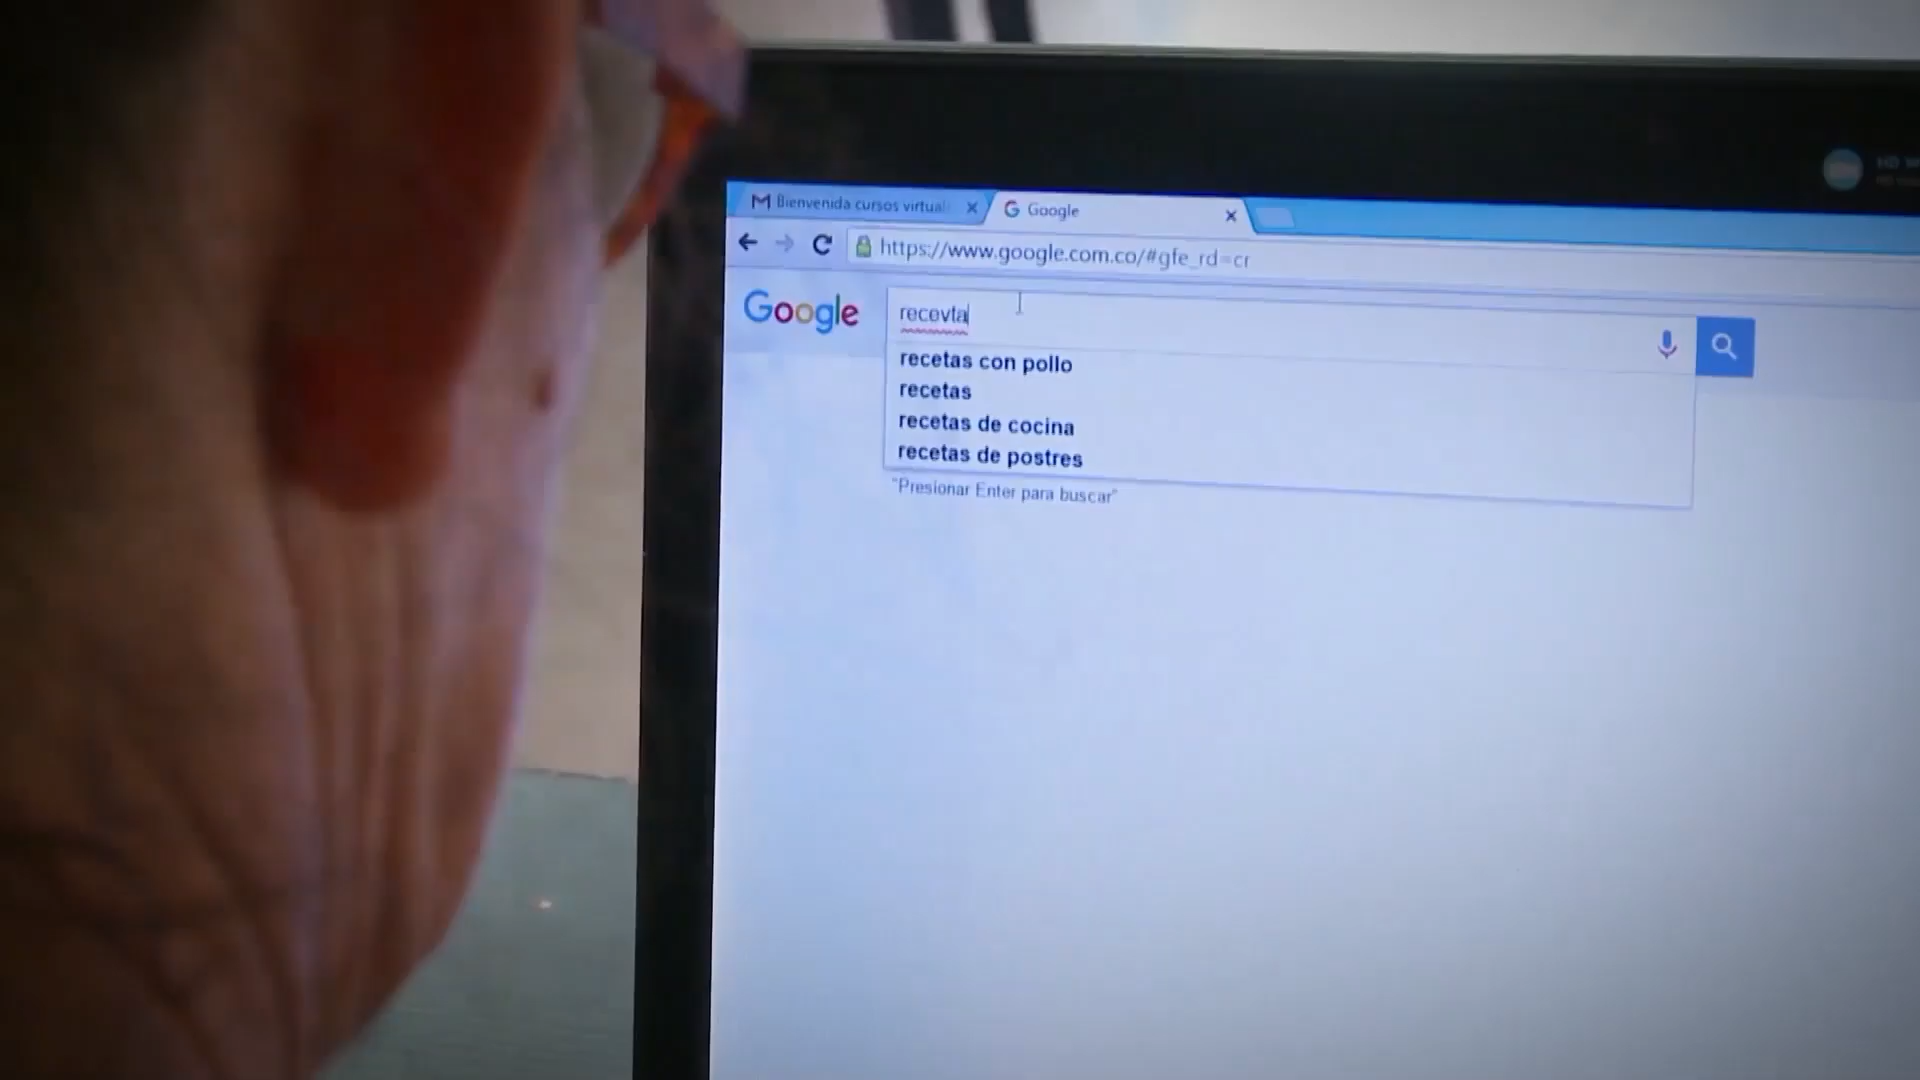 Bienvenida cursos virtual
Google
https://www.google.com.co/#gfe_rd=cr
Google
recevta
recetas con pollo
recetas
recetas de cocina
recetas de postres
"Presionar Enter para buscar"